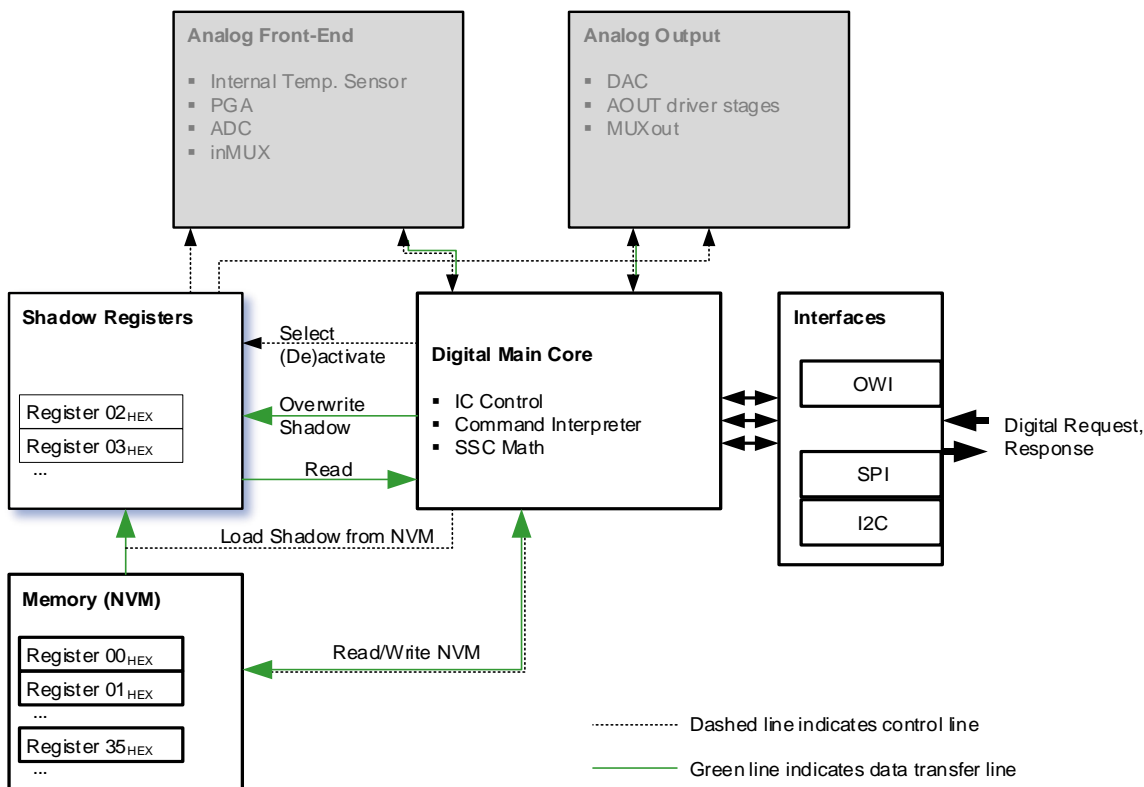 Analog Front-End
▪ Internal Temp. Sensor
▪ PGA
▪ ADC
▪ inMUX
Analog Output
▪ DAC
▪ AOUT driver stages
▪ MUXout
Shadow Registers
Register 02HEX
Register 03HEX
...
Select
(De)activate
Overwrite
Shadow
Read
Digital Main Core
▪ IC Control
▪ Command Interpreter
▪ SSC Math
Interfaces
OWI
SPI
I2C
Digital Request,
Response
Load Shadow from NVM
Memory (NVM)
Register 00HEX
Register 01HEX
...
Register 35HEX
...
Read/Write NVM
Dashed line indicates control line
Green line indicates data transfer line